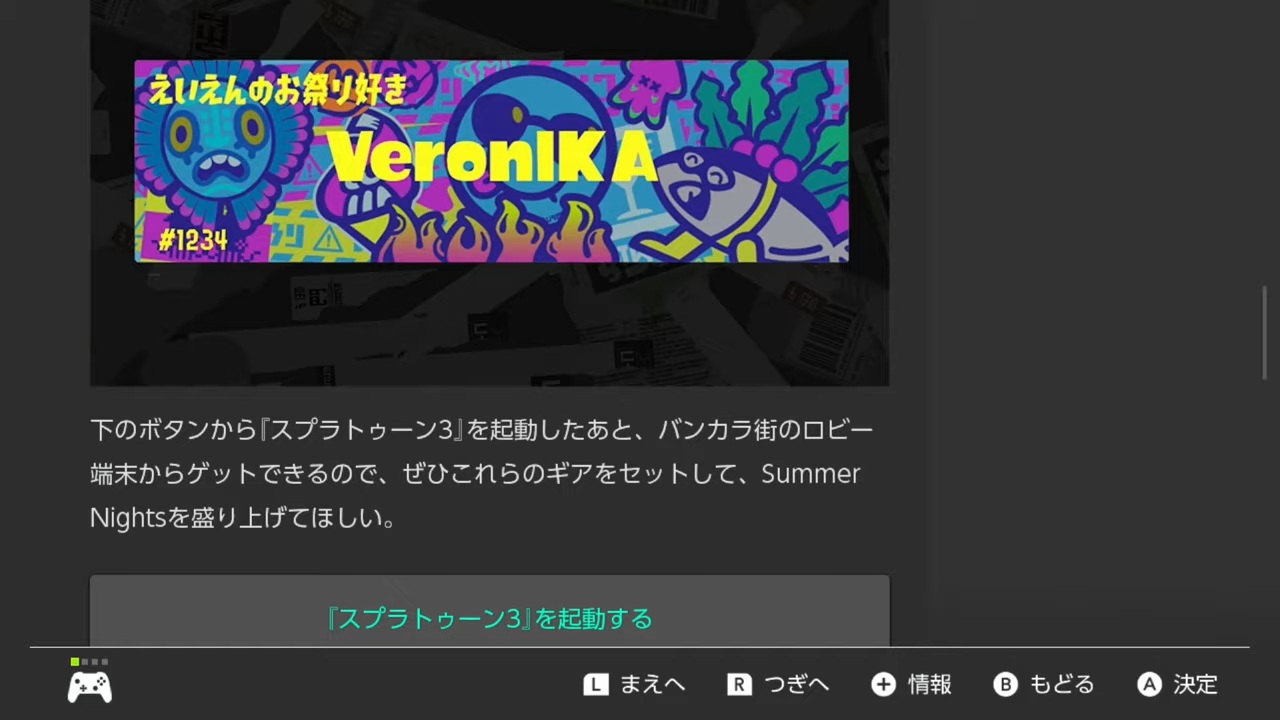 えいえんのお祭り好き
VeronIKA
#1234
下のボタンから『スプラトゥーン3』を起動したあと、バンカラ街のロビー
端末からゲットできるので、ぜひこれらのギアをセットして、Summer
Nightsを盛り上げてほしい。
『スプラトゥーン3』を起動する
L まえへ R つぎへ + 情報 B もどる A 決定